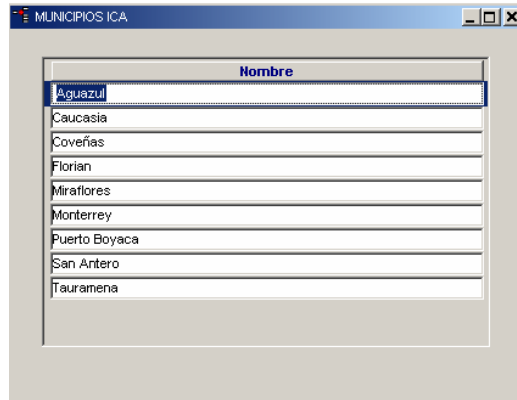 MUNICIPIOS ICA
Nombre
Aguazul
Caucasia
Coveñas
Florian
Miraflores
Monterrey
Puerto Boyaca
San Antero
Tauramena